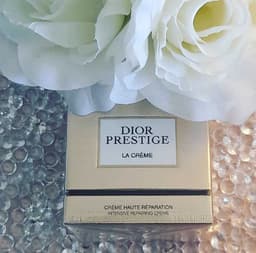 DIOR
PRESTIGE
LA CRÈME
CRÈME HAUTE RÉPARATION
INTENSIVE REPAIRING CREME